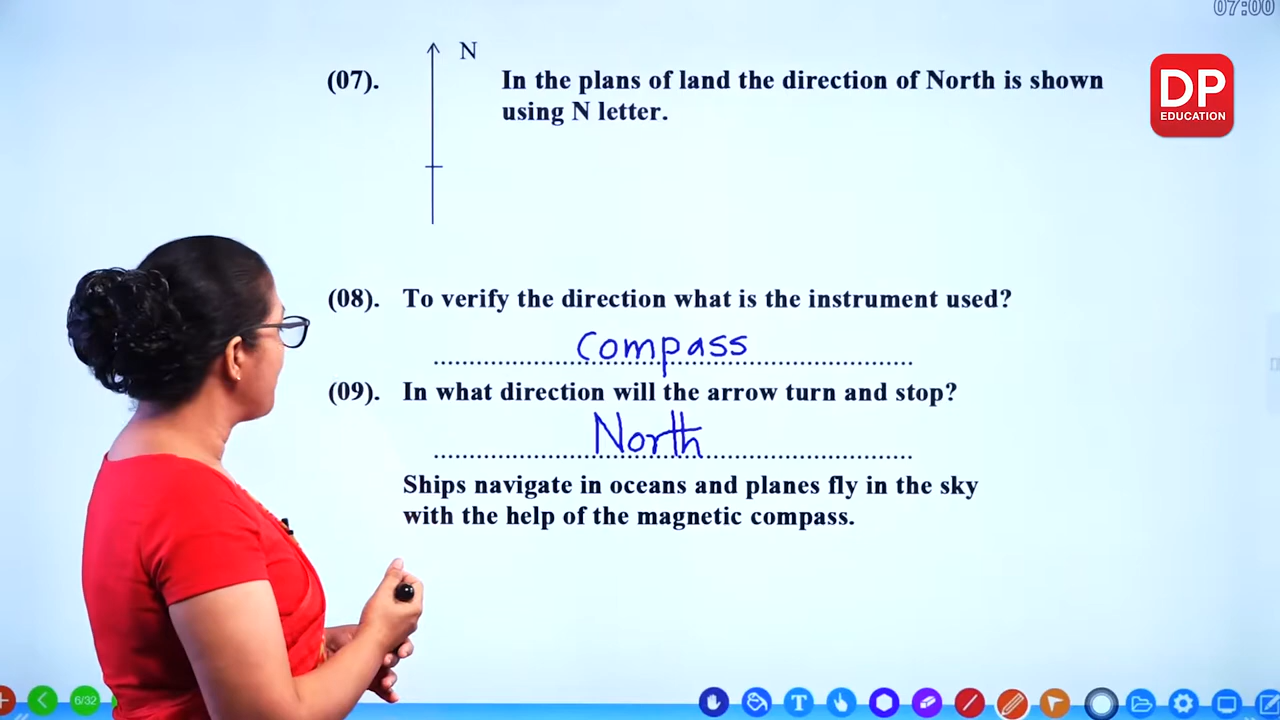 07:00
N
(07). In the plans of land the direction of North is shown
using N letter.
DP
EDUCATION
(08). To verify the direction what is the instrument used?
Compass
(09). In what direction will the arrow turn and stop?
North
Ships navigate in oceans and planes fly in the sky
with the help of the magnetic compass.
6/32
T